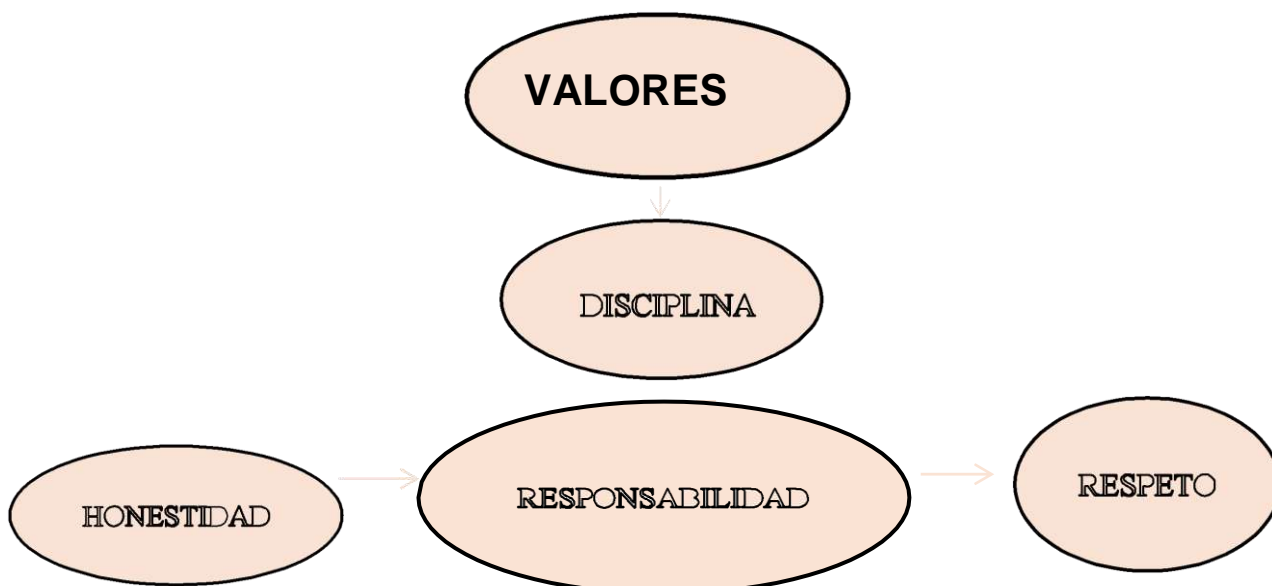 VALORES
DISCIPLINA
HONESTIDAD
RESPONSABILIDAD
RESPETO